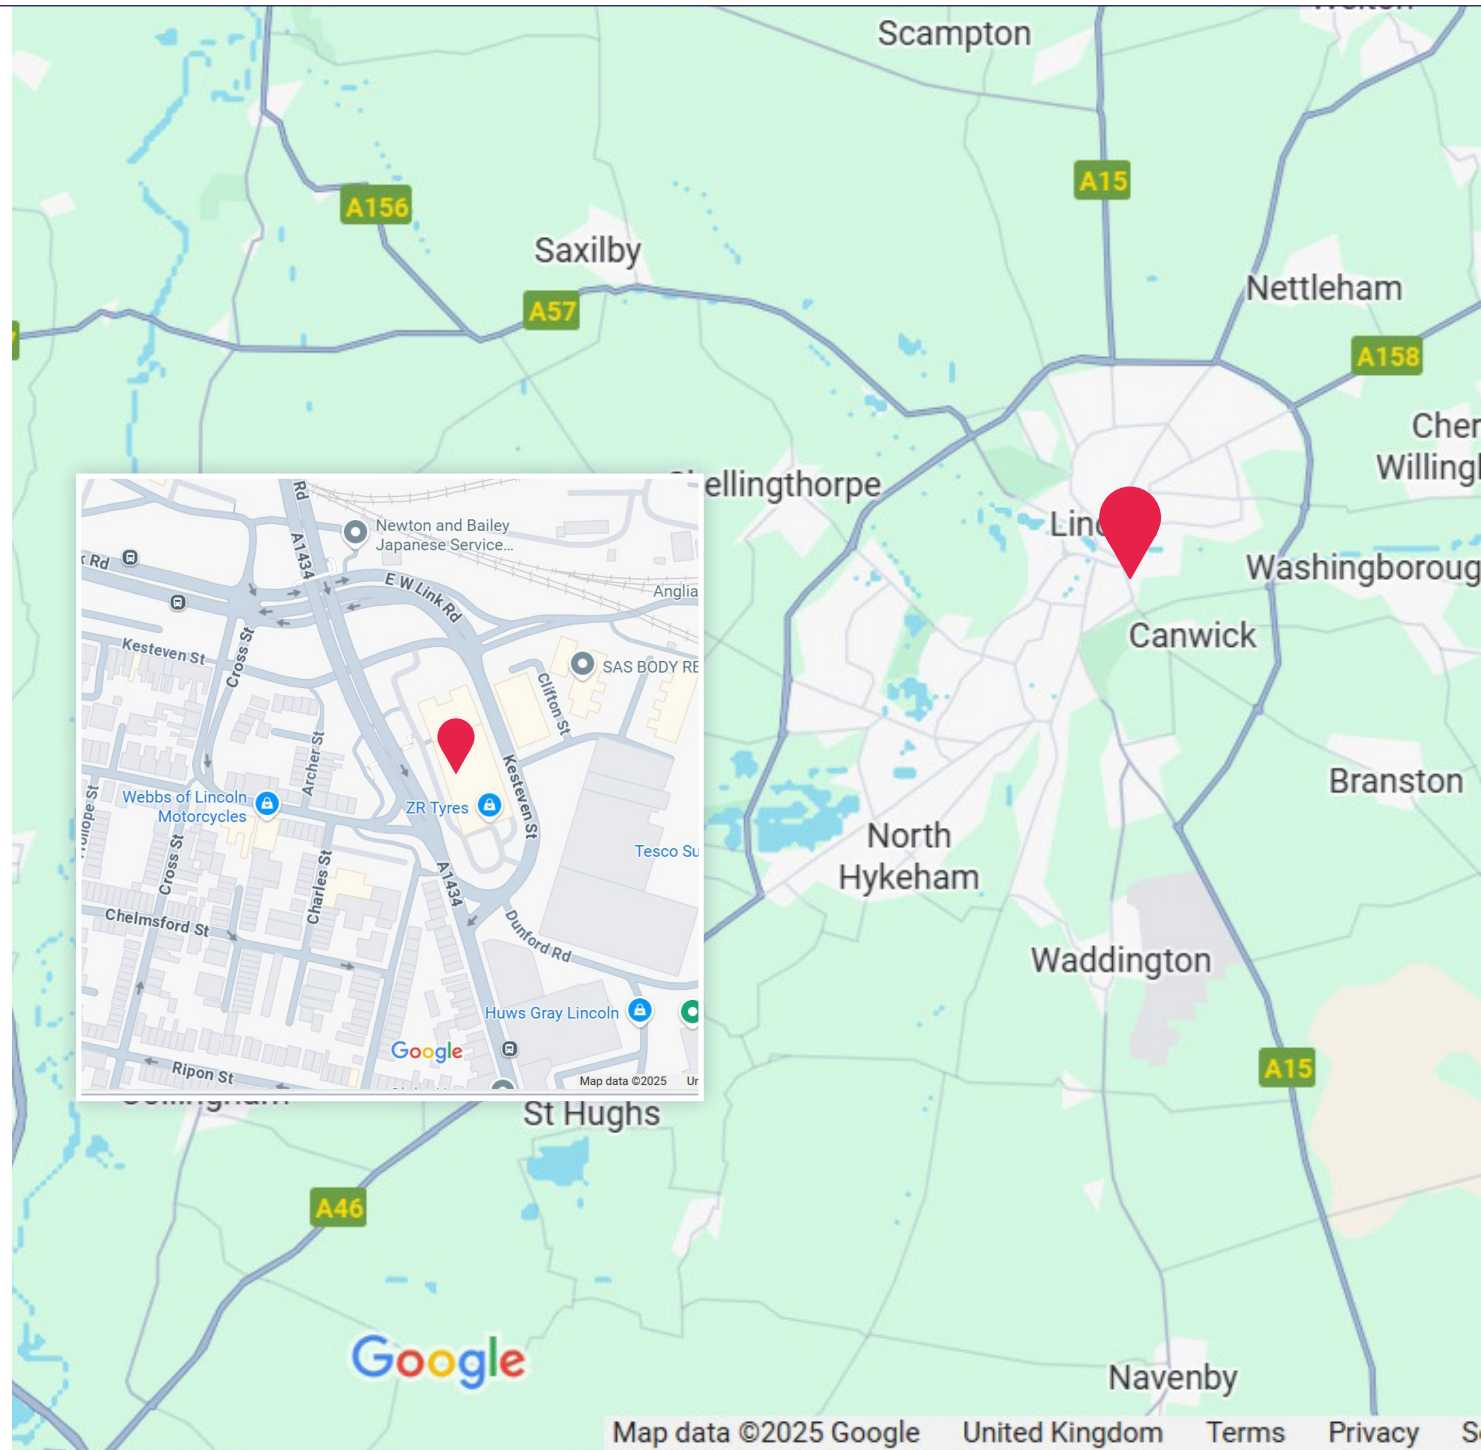 Scampton
A15
A156
Saxilby
Nettleham
A57
A158
Willingh
Washingboroug
Canwick
Branston
North
Hykeham
Waddington
A15
St Hughs
A46
Google
Navenby
Map data ©2025 Google United Kingdom Terms Privacy
Rd
A1434
Newton and Bailey
Japanese Service...
Rd
E W Link Rd
Anglia
Kesteven St
Cross St
SAS BODY RE
Clifton St
Archer St
Kesteven St
Webbs of Lincoln
Motorcycles
ZR Tyres
Tesco Su
Cross St
Charles St
A1434
Chelmsford St
Dunford Rd
Huws Gray Lincoln
Google
Ripon St
Map data ©2025